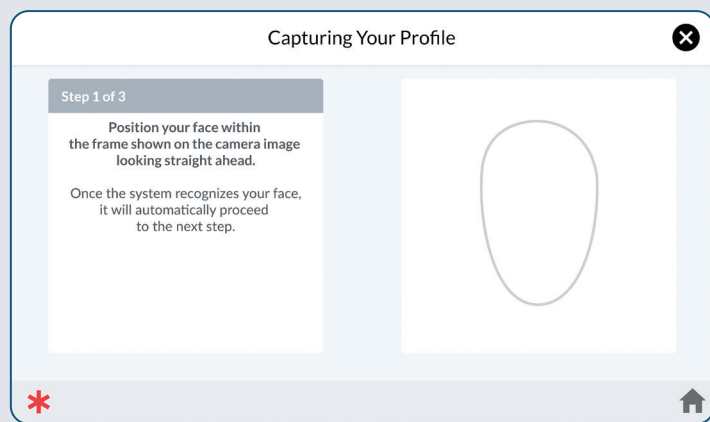 Capturing Your Profile
Step 1 of 3
Position your face within
the frame shown on the camera image
looking straight ahead.
Once the system recognizes your face,
it will automatically proceed
to the next step.